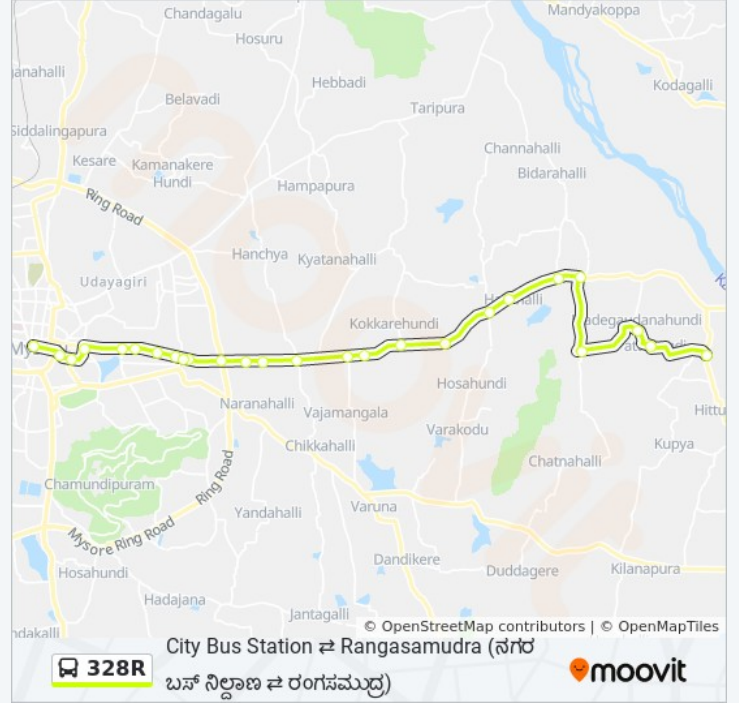 Chandagalu
Mandyakoppa
Hosuru
janahalli
Hebbadi
Kodagalli
Belavadi
Taripura
Siddalingapura
Channahalli
Kesare
Kamanakere
Hundi
Bidarahalli
Hampapura
Ring Road
Hanchya
Kyatanahalli
Udayagiri
Kokkarehundi
adegaudanahundi
Hosahundi
Naranahalli
Vajamangala
Hittu
Varakodu
Chikkahalli
Kupya
Chatnahalli
Chamundipuram
Ring Road
Yandahalli
Varuna
Mysore Ring Road
Dandikere
Duddagere
Kilanapura
Hosahundi
Hadajana
Jantagalli
ndakalli
© OpenStreetMap contributors | © OpenMapTiles
328R
City Bus Station ⇄ Rangasamudra (ನಗರ
ಬಸ್ ನಿಲ್ದಾಣ ⇄ ರಂಗಸಮುದ್ರ)
moovit